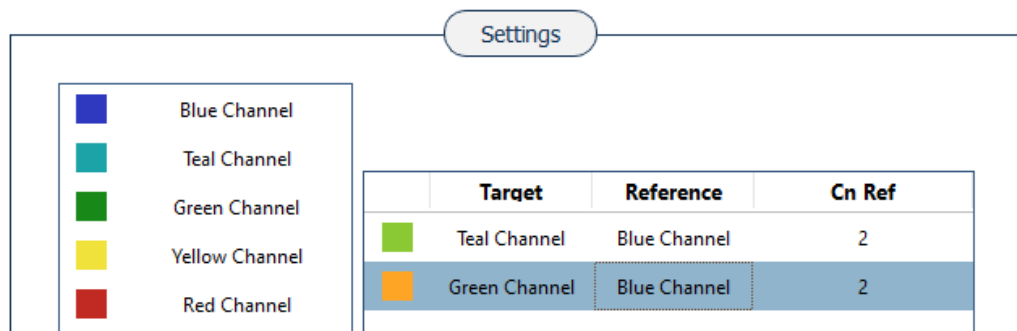 Settings
Blue Channel
Teal Channel
Green Channel
Yellow Channel
Red Channel
Target Reference Cn Ref
Teal Channel Blue Channel 2
Green Channel Blue Channel 2